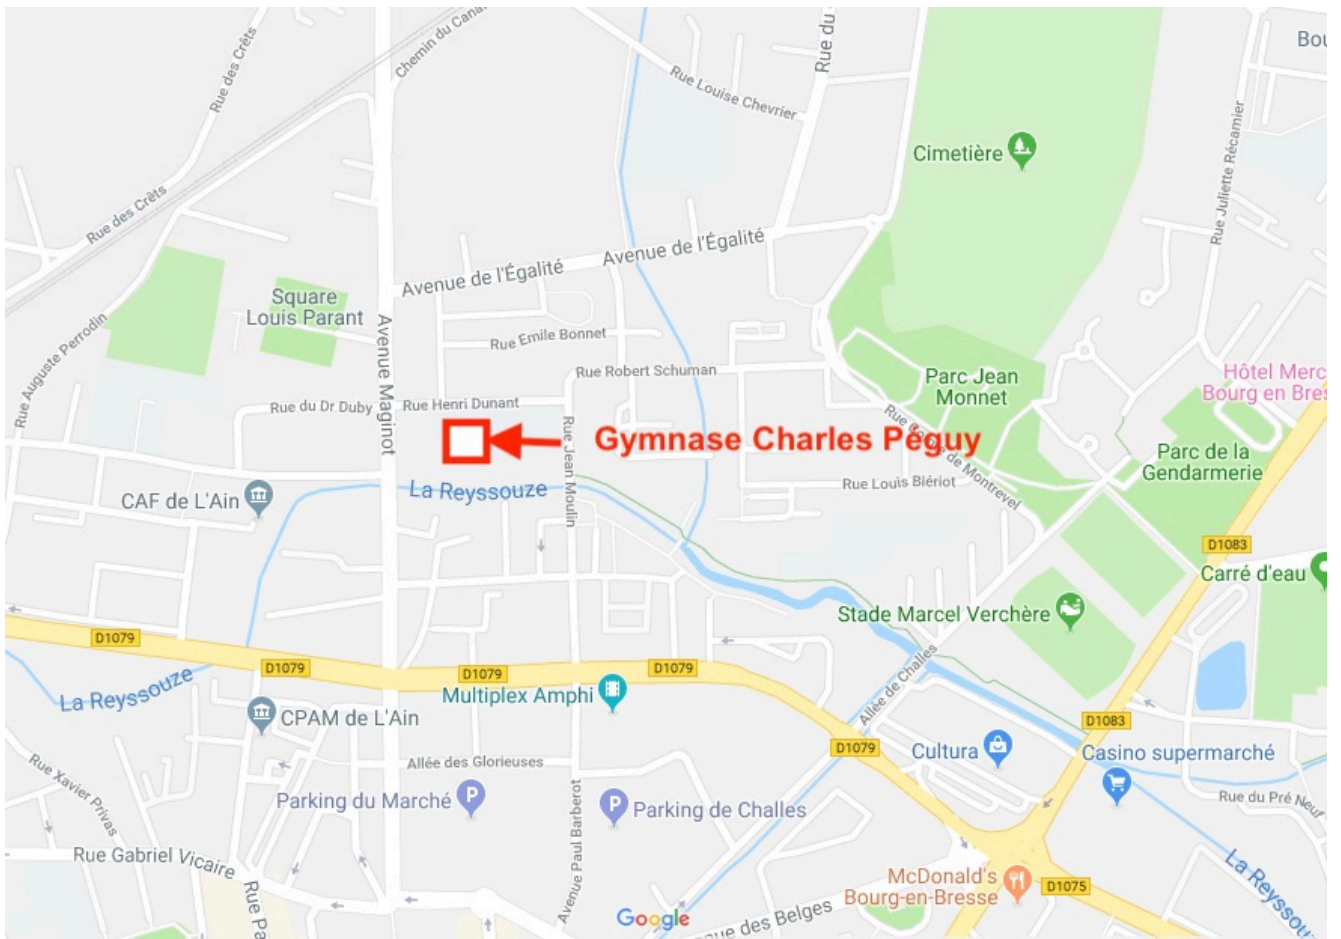 Rue des Crêts
Chemin du Cana
Rue du
Bou
Rue Louise Chevrier
Cimetière
Rue Juliette Récamier
Rue des Crêts
Avenue de l'Égalité
Avenue de l'Égalité
Square
Louis Parant
Avenue Maginot
Rue Auguste Perrodin
Rue Emile Bonnet
Rue Robert Schuman
Parc Jean
Monnet
Hôtel Merc
Bourg en Bres
Rue du Dr Duby
Rue Henri Dunant
Rue Jean Moulin
Gymnase Charles Péguy
de Montrevel
Parc de la
Gendarmerie
CAF de L'Ain
La Reyssouze
Rue Louis Blériot
D1083
Carré d'eau
Stade Marcel Verchère
D1079
D1079
D1079
D1079
La Reyssouze
Multiplex Amphi
Allée de Challes
CPAM de L'Ain
D1083
D1079
Cultura
Casino supermarché
Allée des Glorieuses
Rue Xavier Privas
Parking du Marché
P
P
Parking de Challes
Rue du Pré Neuf
Avenue Paul Barberot
Rue Gabriel Vicaire
Rue Pa
La Reyssou
McDonald's
Bourg-en-Bresse
D1075
Google
ue des Belges